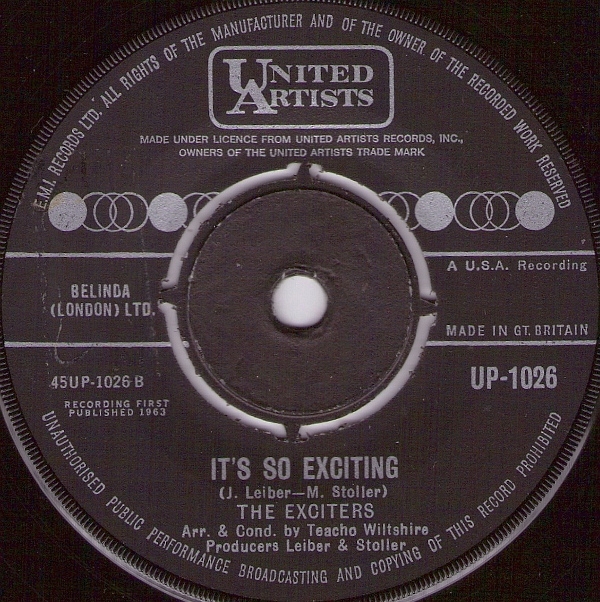 E.M.I. RECORDS LTD. ALL RIGHTS OF THE MANUFACTURER AND OF THE OWNER OF THE RECORDED WORK RESERVED
UNITED
ARTISTS
MADE UNDER LICENCE FROM UNITED ARTISTS RECORDS, INC.,
OWNERS OF THE UNITED ARTISTS TRADE MARK
A U.S.A. Recording
BELINDA
(LONDON) LTD.
MADE IN GT. BRITAIN
45UP-1026 B
UP-1026
RECORDING FIRST
PUBLISHED 1963
IT'S SO EXCITING
(J. Leiber—M. Stoller)
THE EXCITERS
Arr. & Cond. by Teacho Wiltshire
Producers Leiber & Stoller
UNAUTHORISED PUBLIC PERFORMANCE BROADCASTING AND COPYING OF THIS RECORD PROHIBITED